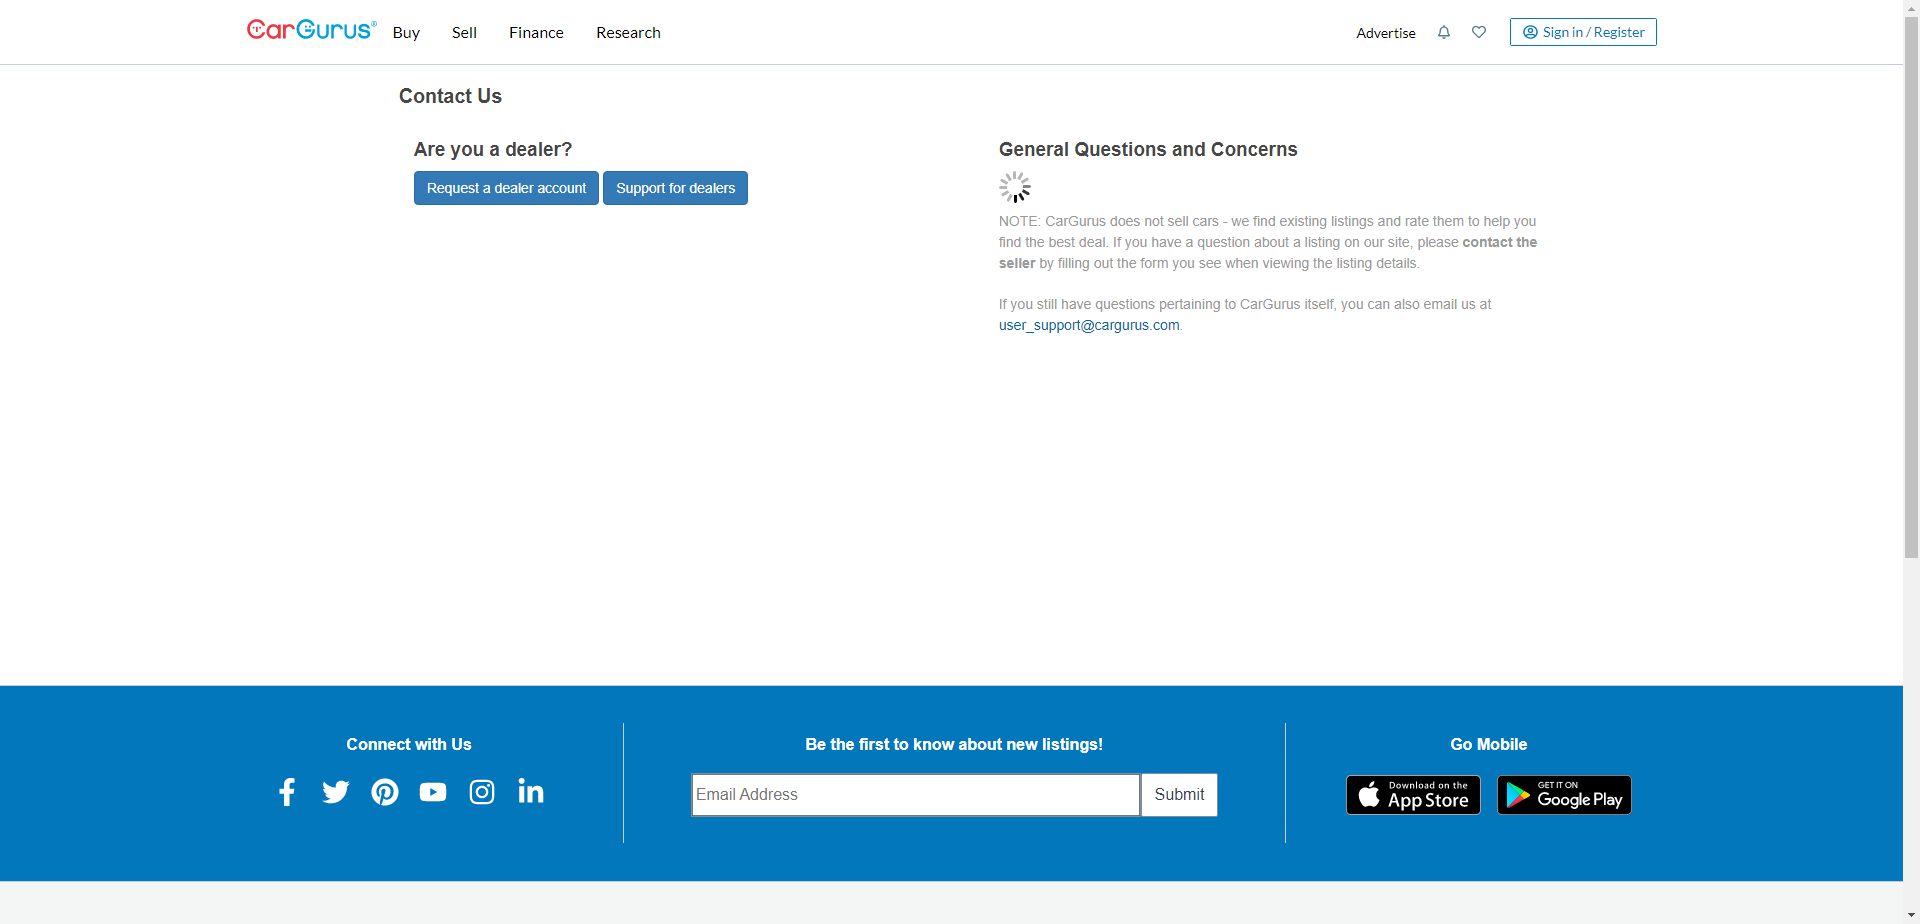 CarGurus®
Buy
Sell
Finance
Research
Advertise
Sign in / Register
Contact Us
Are you a dealer?
Request a dealer account
Support for dealers
General Questions and Concerns
NOTE: CarGurus does not sell cars - we find existing listings and rate them to help you
find the best deal. If you have a question about a listing on our site, please contact the
seller by filling out the form you see when viewing the listing details.
If you still have questions pertaining to CarGurus itself, you can also email us at
user_support@cargurus.com.
Connect with Us
Be the first to know about new listings!
Email Address
Submit
Go Mobile
Download on the
App Store
GET IT ON
Google Play